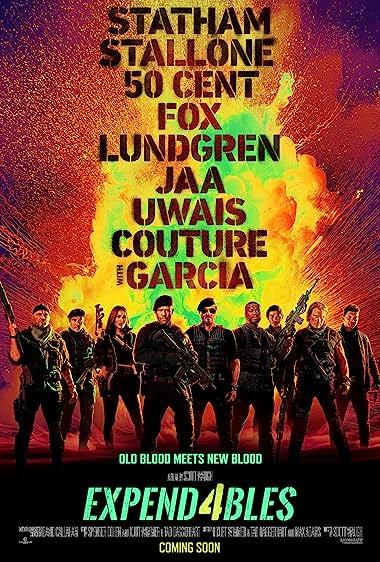 STATHAM
STALLONE
50 CENT
FOX
LUNDGREN
JAA
UWAIS
COUTURE
WITH GARCIA
OLD BLOOD MEETS NEW BLOOD
EXPEND4BLES
COMING SOON